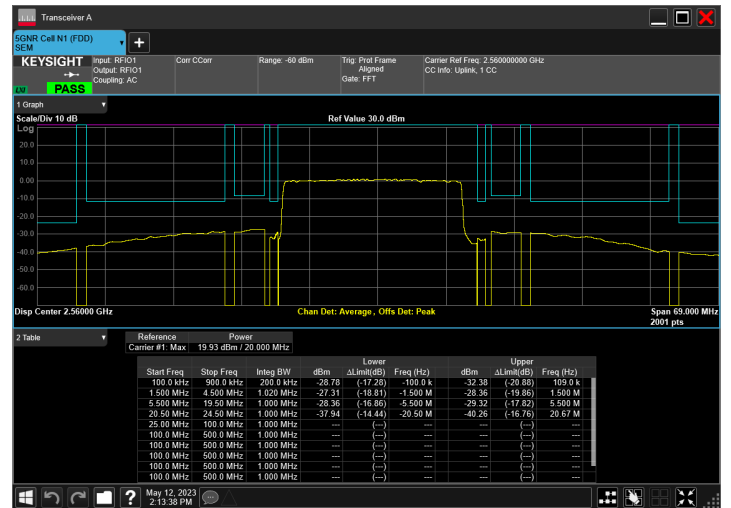 Transceiver A
5GNR Cell N1 (FDD)
SEM
KEYSIGHT
LXI
PASS
Input: RFIO1
Output: RFIO1
Coupling: AC
Corr CCorr
Range: -60 dBm
Trig: Prot Frame
Aligned
Gate: FFT
Carrier Ref Freq: 2.560000000 GHz
CC Info: Uplink, 1 CC
1 Graph
Scale/Div 10 dB
Ref Value 30.0 dBm
Log
20.0
10.0
0.00
-10.0
-20.0
-30.0
-40.0
-50.0
-60.0
Disp Center 2.56000 GHz
Chan Det: Average, Offs Det: Peak
Span 69.000 MHz
2001 pts
2 Table
Reference Power
Carrier #1: Max 19.93 dBm / 20.000 MHz
Lower Upper
Start Freq Stop Freq Integ BW dBm ΔLimit(dB) Freq (Hz) dBm ΔLimit(dB) Freq (Hz)
100.0 kHz 900.0 kHz 200.0 kHz -28.78 (-17.28) -100.0 k -32.38 (-20.88) 109.0 k
1.500 MHz 4.500 MHz 1.020 MHz -27.31 (-18.81) -1.500 M -28.36 (-19.86) 1.500 M
5.500 MHz 19.50 MHz 1.000 MHz -28.36 (-16.86) -5.500 M -29.32 (-17.82) 5.500 M
20.50 MHz 24.50 MHz 1.000 MHz -37.94 (-14.44) -20.50 M -40.26 (-16.76) 20.67 M
25.00 MHz 100.0 MHz 1.000 MHz --- (---) --- --- (---) ---
100.0 MHz 500.0 MHz 1.000 MHz --- (---) --- --- (---) ---
100.0 MHz 500.0 MHz 1.000 MHz --- (---) --- --- (---) ---
100.0 MHz 500.0 MHz 1.000 MHz --- (---) --- --- (---) ---
100.0 MHz 500.0 MHz 1.000 MHz --- (---) --- --- (---) ---
100.0 MHz 500.0 MHz 1.000 MHz --- (---) --- --- (---) ---
May 12, 2023
2:13:38 PM